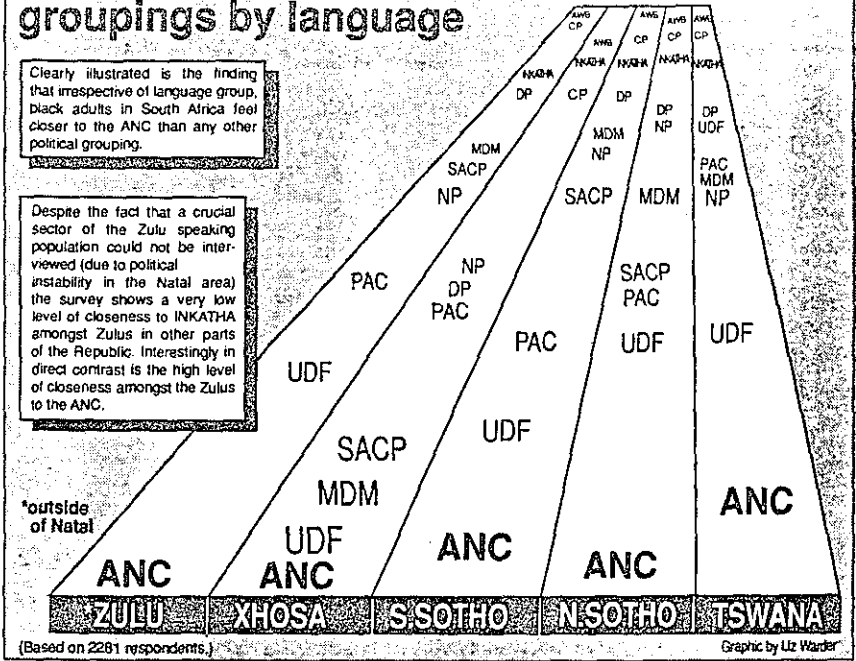 groupings by language
Clearly illustrated is the finding
that irrespective of language group,
black adults in South Africa feel
closer to the ANC than any other
political grouping.
Despite the fact that a crucial
sector of the Zulu speaking
population could not be inter-
viewed (due to political
instability in the Natal area)
the survey shows a very low
level of closeness to INKATHA
amongst Zulus in other parts
of the Republic. Interestingly in
direct contrast is the high level
of closeness amongst the Zulus
to the ANC.
*outside
of Natal
AWB
CP
INKATHA
DP
MDM
SACP
NP
PAC
UDF
ANC
ZULU
AWB
INKATHA
CP
NP
DP
PAC
SACP
MDM
UDF
ANC
XHOSA
AWB
CP
INKATHA
DP
MDM
NP
SACP
PAC
UDF
ANC
S.SOTHO
AWB
CP
INKATHA
DP
NP
MDM
SACP
PAC
UDF
ANC
N.SOTHO
AWB
CP
INKATHA
DP
UDF
PAC
MDM
NP
UDF
ANC
TSWANA
(Based on 2281 respondents.)
Graphic by Liz Warder